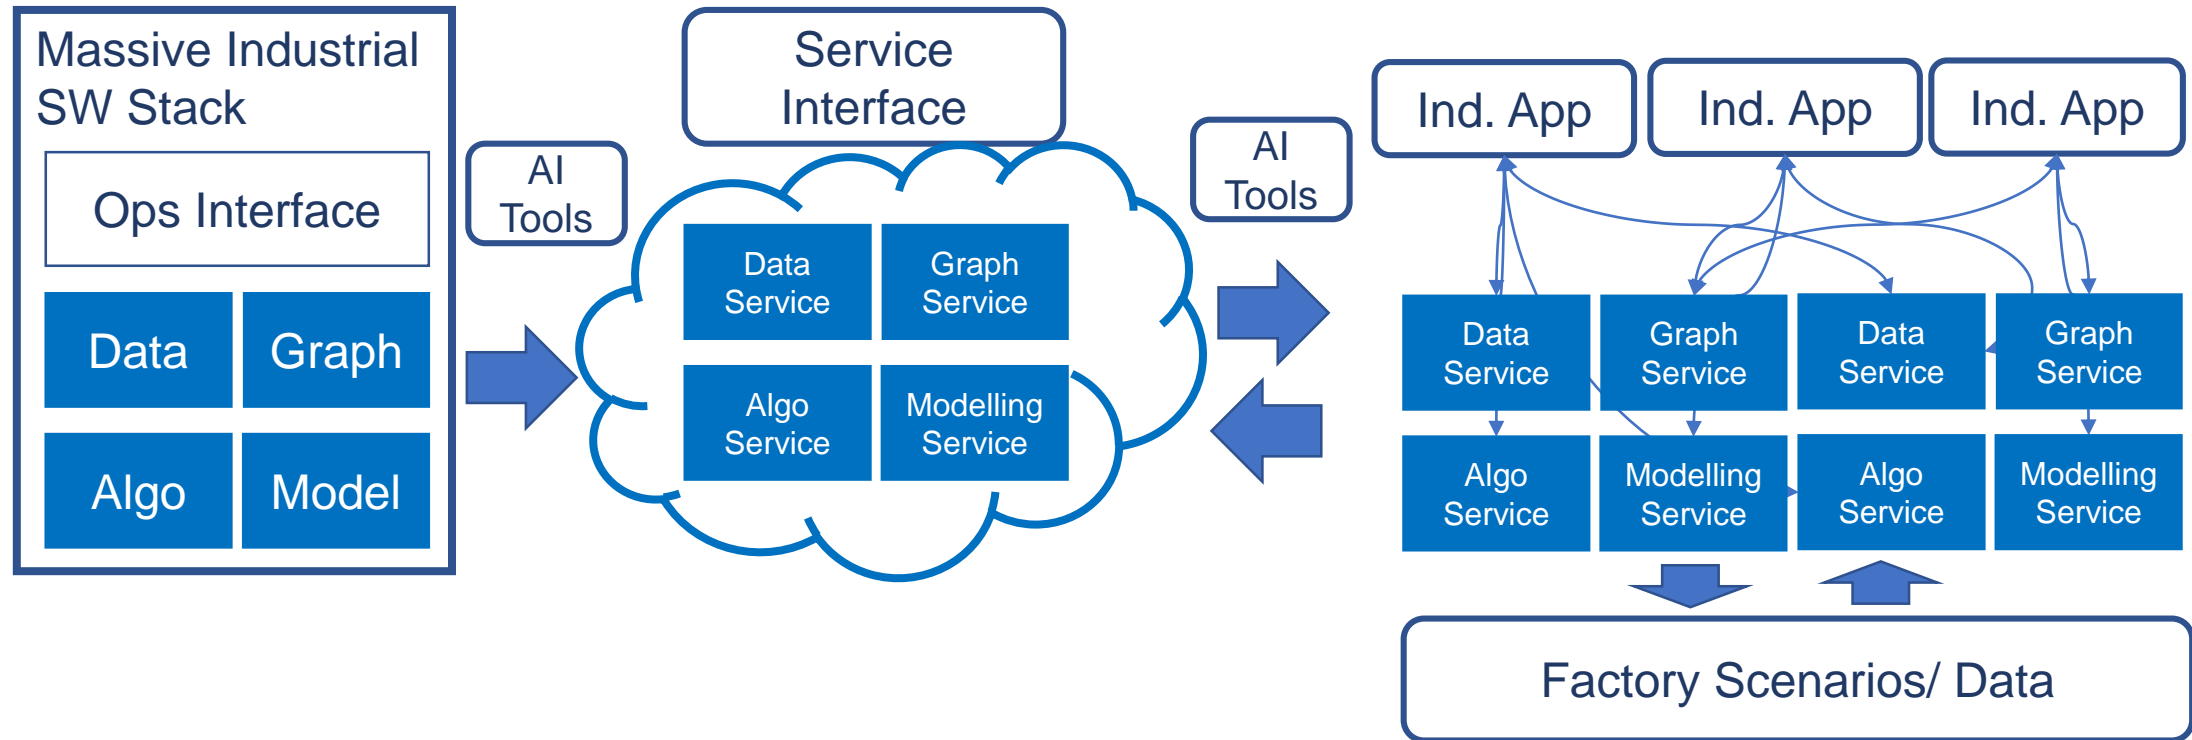 Massive Industrial
SW Stack
Ops Interface
Data
Graph
Algo
Model
AI
Tools
Service
Interface
Data
Service
Graph
Service
Algo
Service
Modelling
Service
AI
Tools
Ind. App
Ind. App
Ind. App
Data
Service
Graph
Service
Data
Service
Graph
Service
Algo
Service
Modelling
Service
Algo
Service
Modelling
Service
Factory Scenarios/ Data